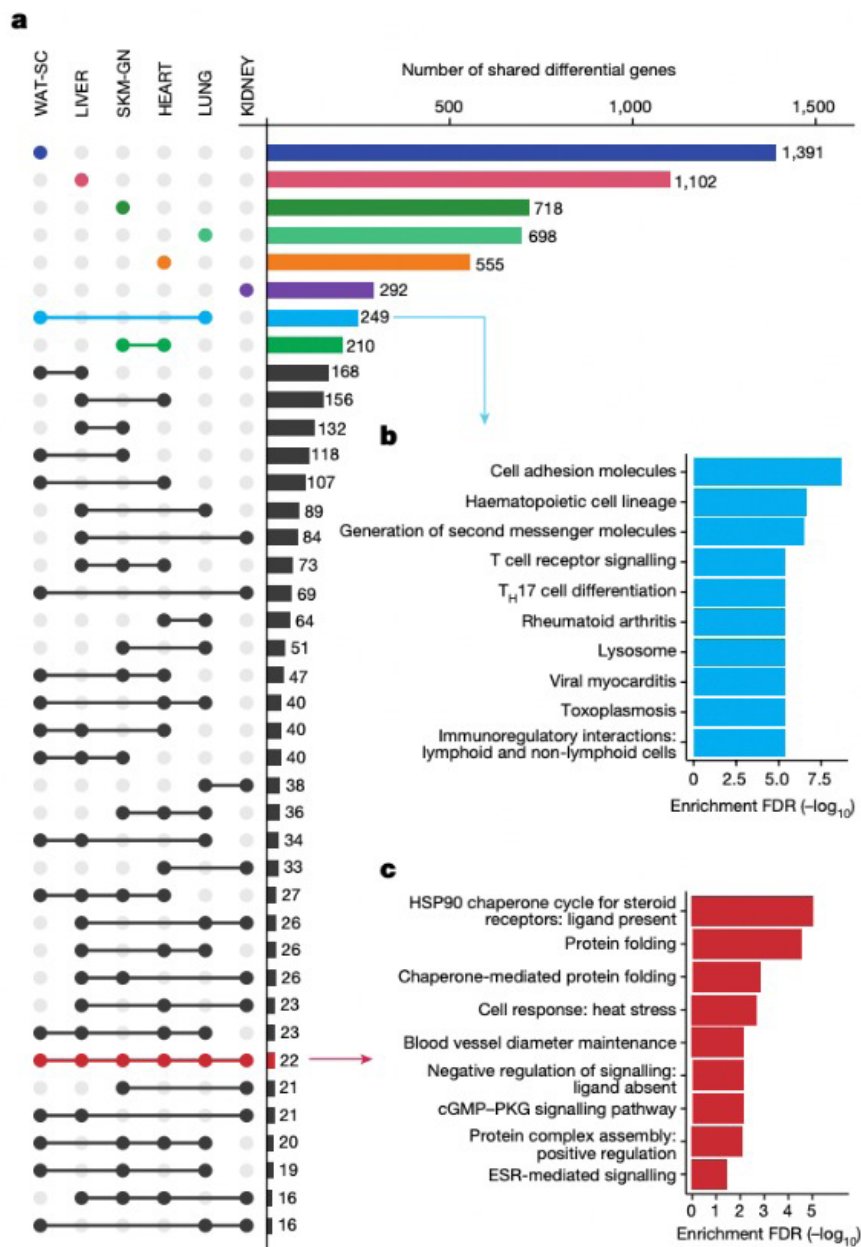 a
WAT-SC
LIVER
SKM-GN
HEART
LUNG
KIDNEY
Number of shared differential genes
500
1,000
1,500
1,391
1,102
718
698
555
292
249
210
168
156
132
118
107
89
84
73
69
64
51
47
40
40
40
38
36
34
33
27
26
26
26
23
23
22
21
21
20
19
16
16
b
Cell adhesion molecules
Haematopoietic cell lineage
Generation of second messenger molecules
T cell receptor signalling
TH17 cell differentiation
Rheumatoid arthritis
Lysosome
Viral myocarditis
Toxoplasmosis
Immunoregulatory interactions:
lymphoid and non-lymphoid cells
0 2.5 5.0 7.5
Enrichment FDR (–log10)
c
HSP90 chaperone cycle for steroid
receptors: ligand present
Protein folding
Chaperone-mediated protein folding
Cell response: heat stress
Blood vessel diameter maintenance
Negative regulation of signalling:
ligand absent
cGMP–PKG signalling pathway
Protein complex assembly:
positive regulation
ESR-mediated signalling
0 1 2 3 4 5
Enrichment FDR (–log10)